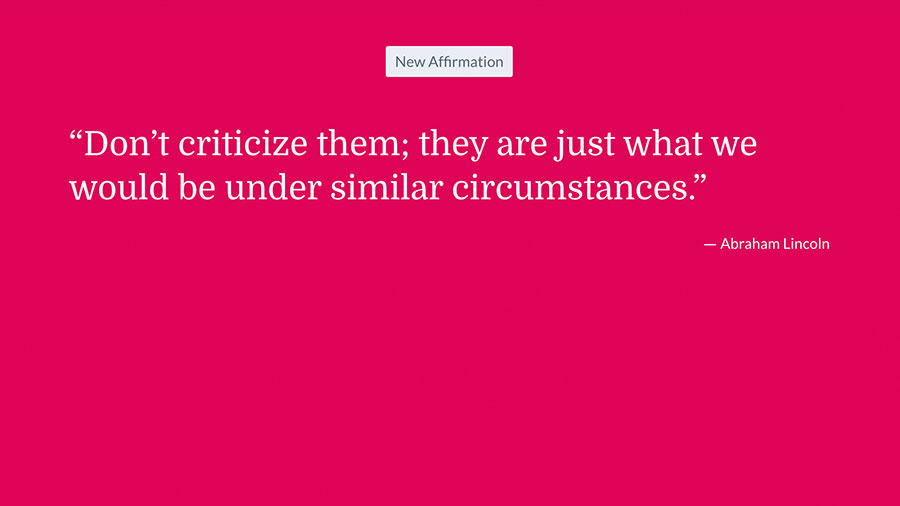 New Affirmation
“Don’t criticize them; they are just what we
would be under similar circumstances.”
— Abraham Lincoln